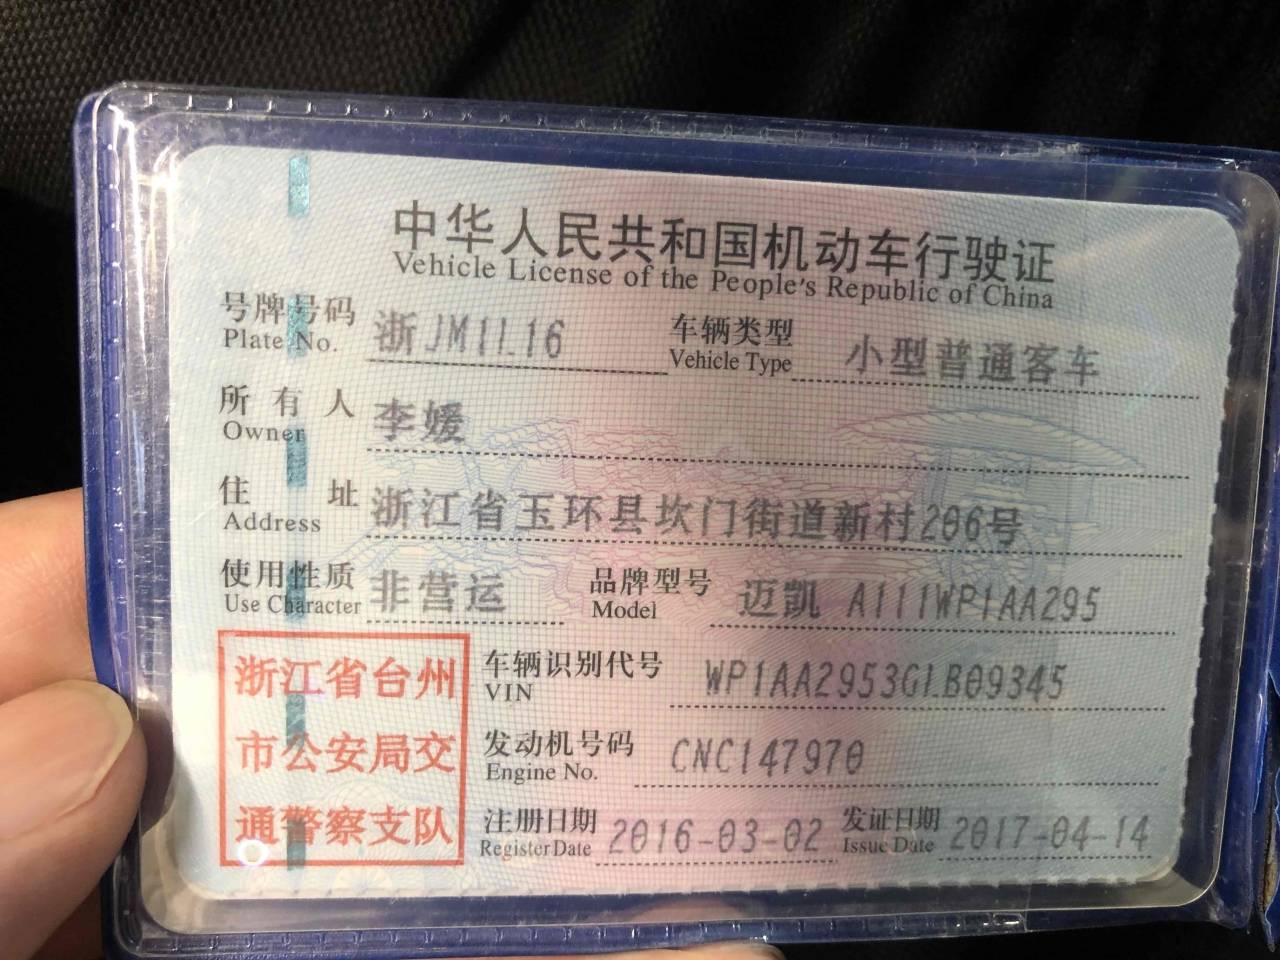 中华人民共和国机动车行驶证
Vehicle License of the People's Republic of China
号牌号码 浙JM1L16 车辆类型 小型普通客车
Plate No. Vehicle Type
所有人 李媛
Owner
住址 浙江省玉环县坎门街道新村206号
Address
使用性质 非营运 品牌型号 迈凯 A111WP1AA295
Use Character Model
浙江省台州
市公安局交
通警察支队
车辆识别代号 WP1AA2953GLB09345
VIN
发动机号码 CNC147970
Engine No.
注册日期 2016-03-02 发证日期 2017-04-14
Register Date Issue Date